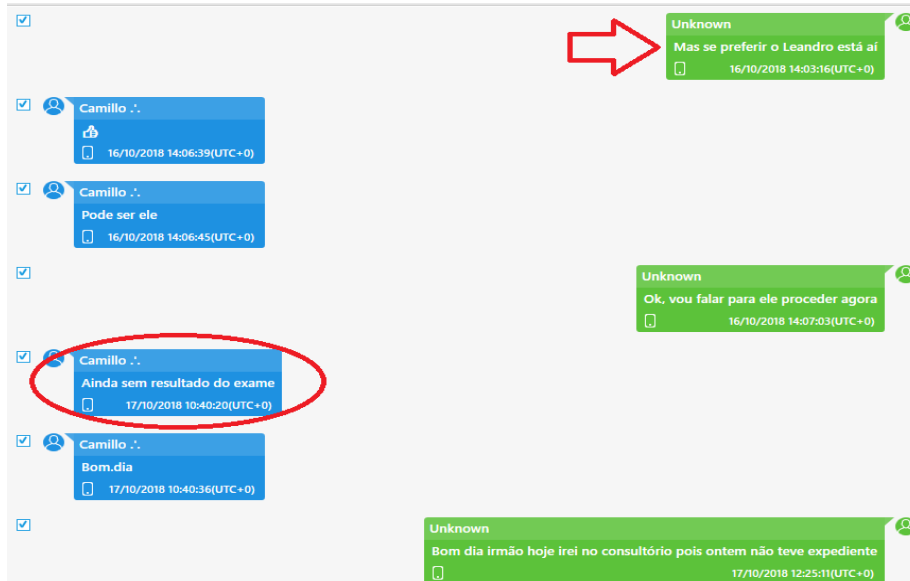 Unknown
Mas se preferir o Leandro está aí
16/10/2018 14:03:16(UTC+0)
Camillo ∴
16/10/2018 14:06:39(UTC+0)
Camillo ∴
Pode ser ele
16/10/2018 14:06:45(UTC+0)
Unknown
Ok, vou falar para ele proceder agora
16/10/2018 14:07:03(UTC+0)
Camillo ∴
Ainda sem resultado do exame
17/10/2018 10:40:20(UTC+0)
Camillo ∴
Bom.dia
17/10/2018 10:40:36(UTC+0)
Unknown
Bom dia irmão hoje irei no consultório pois ontem não teve expediente
17/10/2018 12:25:11(UTC+0)